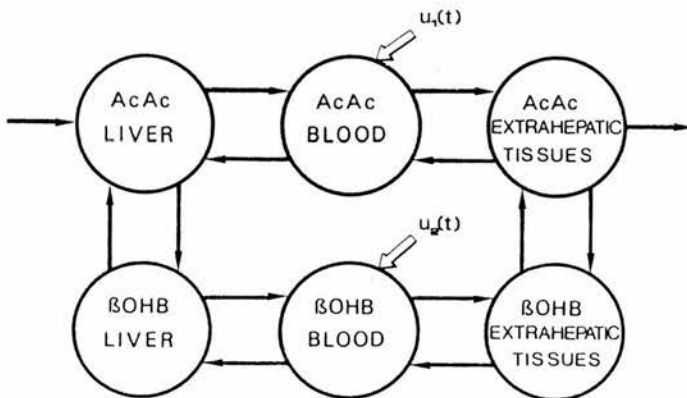 u₁(t)
AcAc
LIVER
AcAc
BLOOD
AcAc
EXTRAHEPATIC
TISSUES
u₂(t)
ßOHB
LIVER
ßOHB
BLOOD
ßOHB
EXTRAHEPATIC
TISSUES